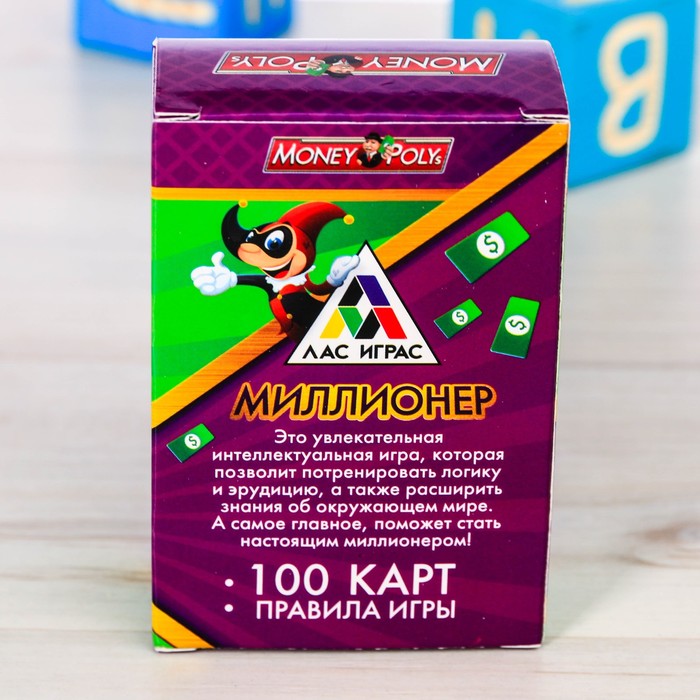 MONEY POLYS
MONEY POLYS
ЛАС ИГРАС
МИЛЛИОНЕР
Это увлекательная
интеллектуальная игра, которая
позволит потренировать логику
и эрудицию, а также расширить
знания об окружающем мире.
А самое главное, поможет стать
настоящим миллионером!
• 100 КАРТ
• ПРАВИЛА ИГРЫ
$
$
$
$
B